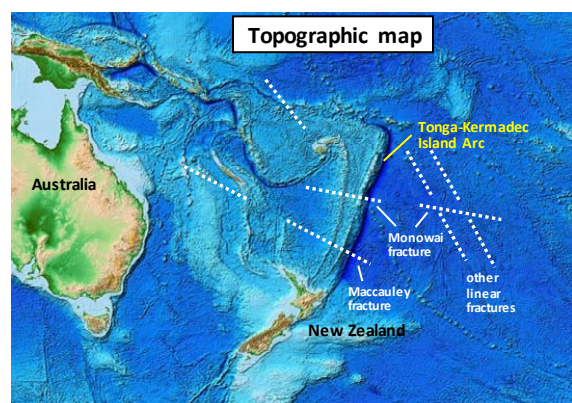 Topographic map
Tonga-Kermadec
Island Arc
Australia
Monowai
fracture
Maccauley
fracture
other
linear
fractures
New Zealand